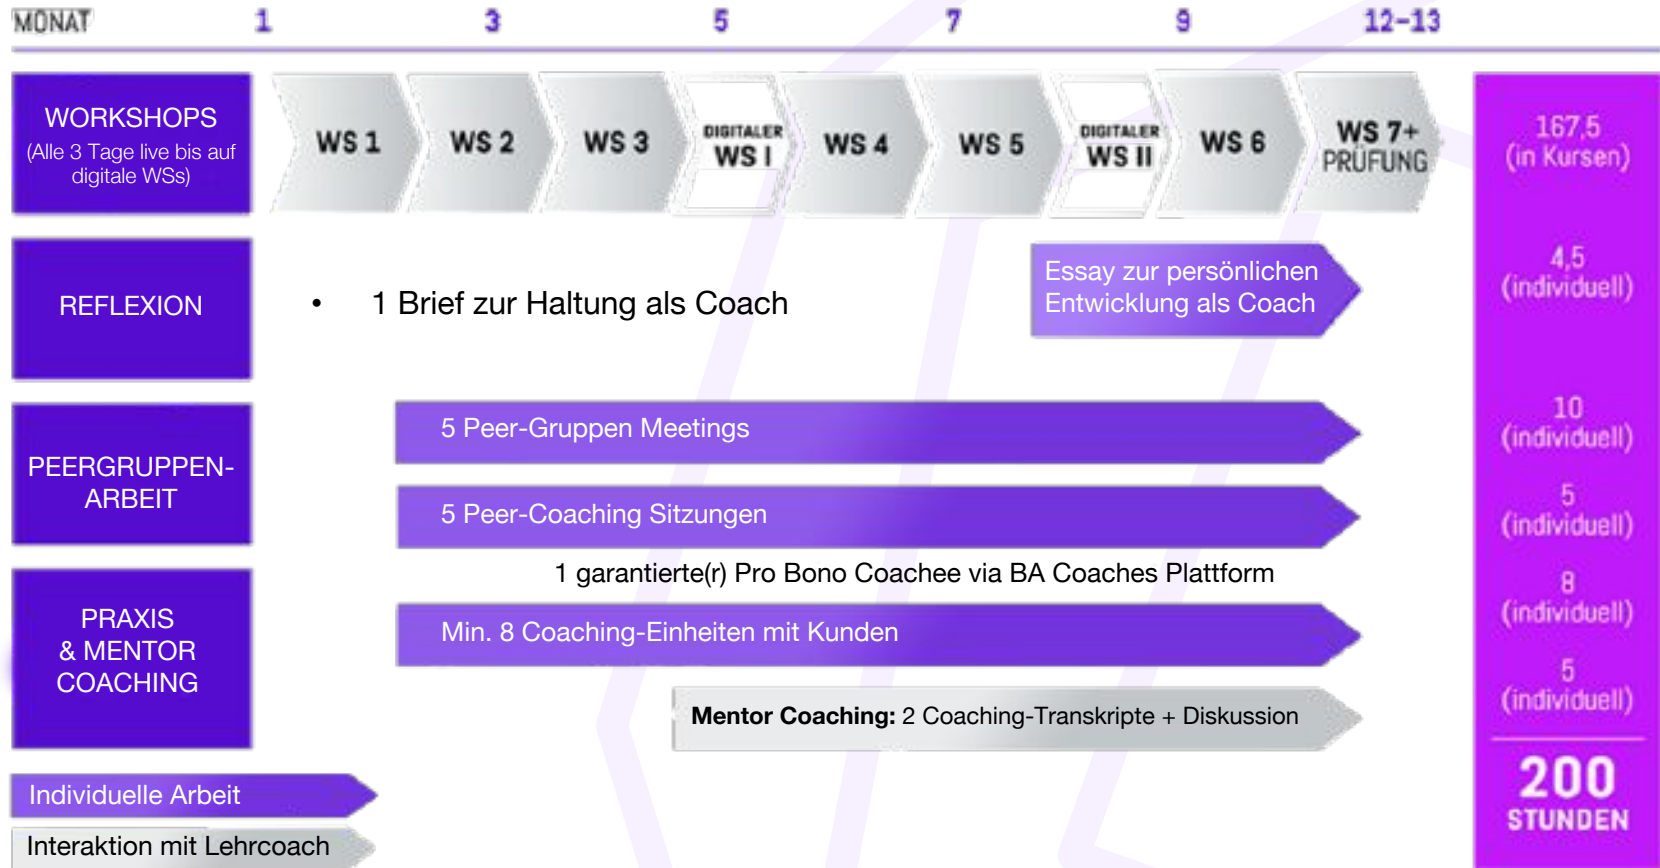 MONAT 1 3 5 7 9 12–13
WORKSHOPS
(Alle 3 Tage live bis auf
digitale WSs)
WS 1
WS 2
WS 3
DIGITALER
WS I
WS 4
WS 5
DIGITALER
WS II
WS 6
WS 7+
PRÜFUNG
167,5
(in Kursen)
REFLEXION
• 1 Brief zur Haltung als Coach
Essay zur persönlichen
Entwicklung als Coach
4,5
(individuell)
PEERGRUPPEN-
ARBEIT
5 Peer-Gruppen Meetings
10
(individuell)
5 Peer-Coaching Sitzungen
5
(individuell)
PRAXIS
& MENTOR
COACHING
1 garantierte(r) Pro Bono Coachee via BA Coaches Plattform
Min. 8 Coaching-Einheiten mit Kunden
8
(individuell)
Mentor Coaching: 2 Coaching-Transkripte + Diskussion
5
(individuell)
200
STUNDEN
Individuelle Arbeit
Interaktion mit Lehrcoach